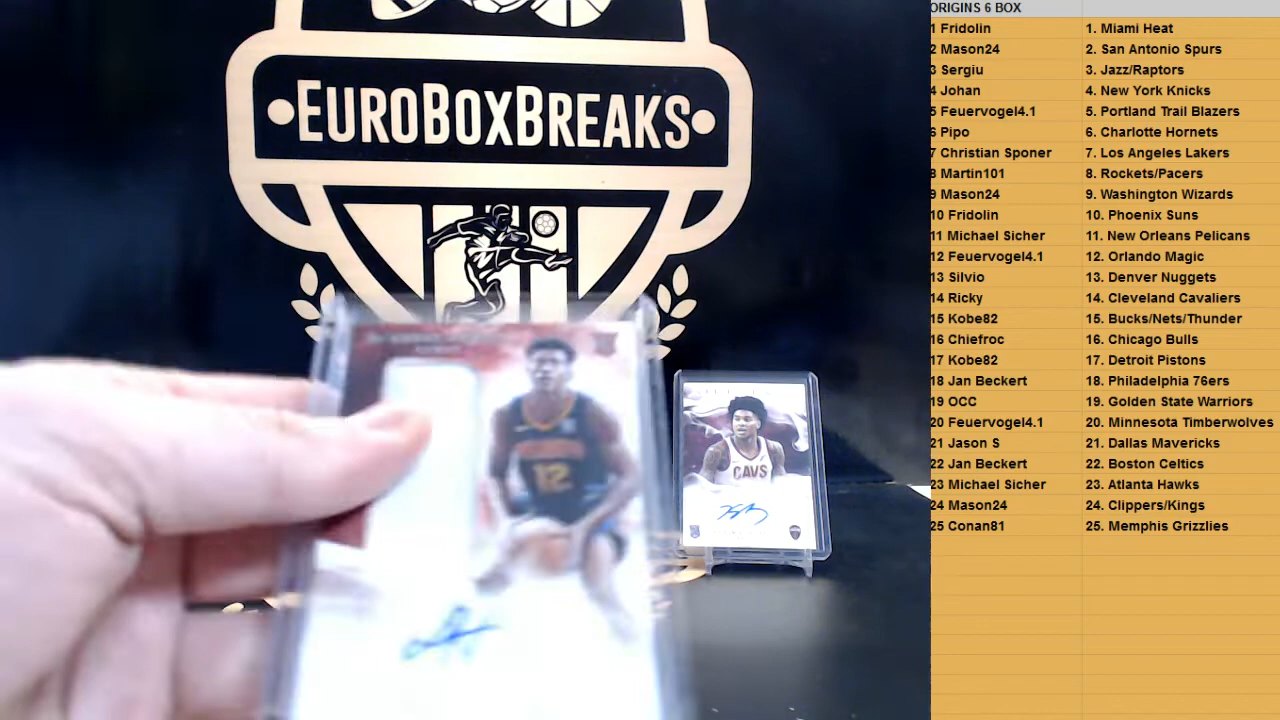 EUROBOXBREAKS
12
CAVS
ORIGINS 6 BOX
1 Fridolin 1. Miami Heat
2 Mason24 2. San Antonio Spurs
3 Sergiu 3. Jazz/Raptors
4 Johan 4. New York Knicks
5 Feuervogel4.1 5. Portland Trail Blazers
6 Pipo 6. Charlotte Hornets
7 Christian Sponer 7. Los Angeles Lakers
8 Martin101 8. Rockets/Pacers
9 Mason24 9. Washington Wizards
10 Fridolin 10. Phoenix Suns
11 Michael Sicher 11. New Orleans Pelicans
12 Feuervogel4.1 12. Orlando Magic
13 Silvio 13. Denver Nuggets
14 Ricky 14. Cleveland Cavaliers
15 Kobe82 15. Bucks/Nets/Thunder
16 Chiefroc 16. Chicago Bulls
17 Kobe82 17. Detroit Pistons
18 Jan Beckert 18. Philadelphia 76ers
19 OCC 19. Golden State Warriors
20 Feuervogel4.1 20. Minnesota Timberwolves
21 Jason S 21. Dallas Mavericks
22 Jan Beckert 22. Boston Celtics
23 Michael Sicher 23. Atlanta Hawks
24 Mason24 24. Clippers/Kings
25 Conan81 25. Memphis Grizzlies